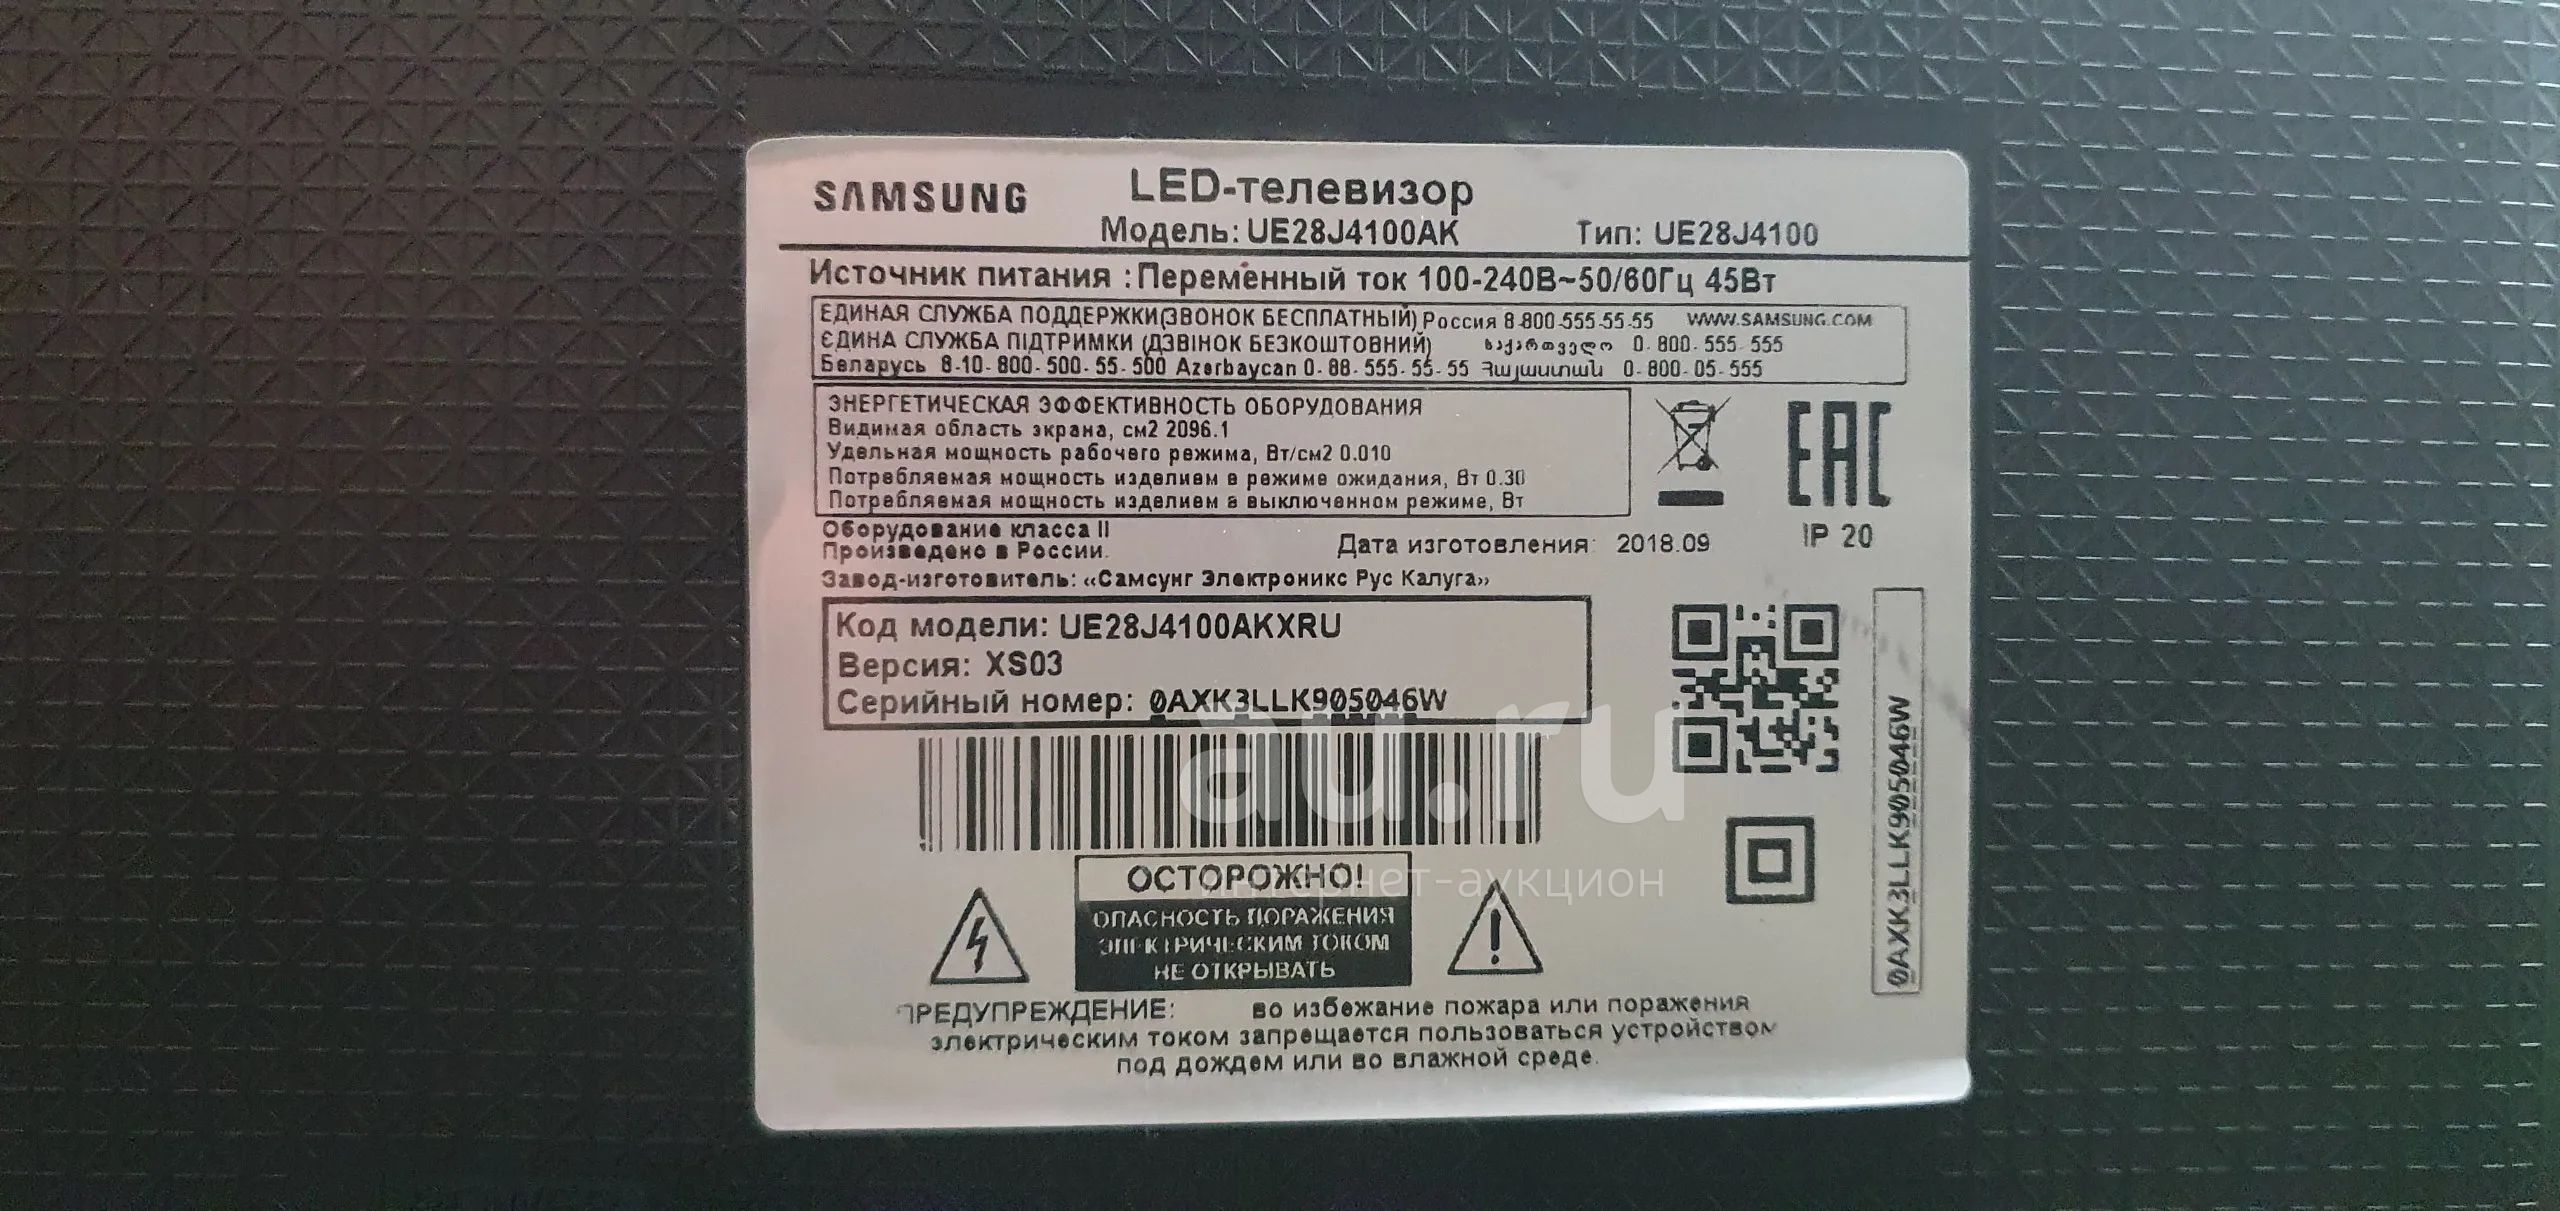 SAMSUNG
LED-телевизор
Модель: UE28J4100AK Тип: UE28J4100
Источник питания : Переменный ток 100-240В~50/60Гц 45Вт
ЕДИНАЯ СЛУЖБА ПОДДЕРЖКИ(ЗВОНОК БЕСПЛАТНЫЙ) Россия 8-800-555-55-55 WWW.SAMSUNG.COM
ЄДИНА СЛУЖБА ПІДТРИМКИ (ДЗВІНОК БЕЗКОШТОВНИЙ) საქართველო 0-800-555-555
Беларусь 8-10-800-500-55-500 Azerbaycan 0-88-555-55-55 Հայաստան 0-800-05-555
ЭНЕРГЕТИЧЕСКАЯ ЭФФЕКТИВНОСТЬ ОБОРУДОВАНИЯ
Видимая область экрана, см2 2096.1
Удельная мощность рабочего режима, Вт/см2 0.010
Потребляемая мощность изделием в режиме ожидания, Вт 0.30
Потребляемая мощность изделием в выключенном режиме, Вт
EAC
Оборудование класса II
Произведено в России.
Дата изготовления: 2018.09
IP 20
Завод-изготовитель: «Самсунг Электроникс Рус Калуга»
Код модели: UE28J4100AKXRU
Версия: XS03
Серийный номер: 0AXK3LLK905046W
0AXK3LLK905046W
au.ru
интернет-аукцион
ОСТОРОЖНО!
ОПАСНОСТЬ ПОРАЖЕНИЯ
ЭЛЕКТРИЧЕСКИМ ТОКОМ
НЕ ОТКРЫВАТЬ
ПРЕДУПРЕЖДЕНИЕ: во избежание пожара или поражения
электрическим током запрещается пользоваться устройством
под дождем или во влажной среде.